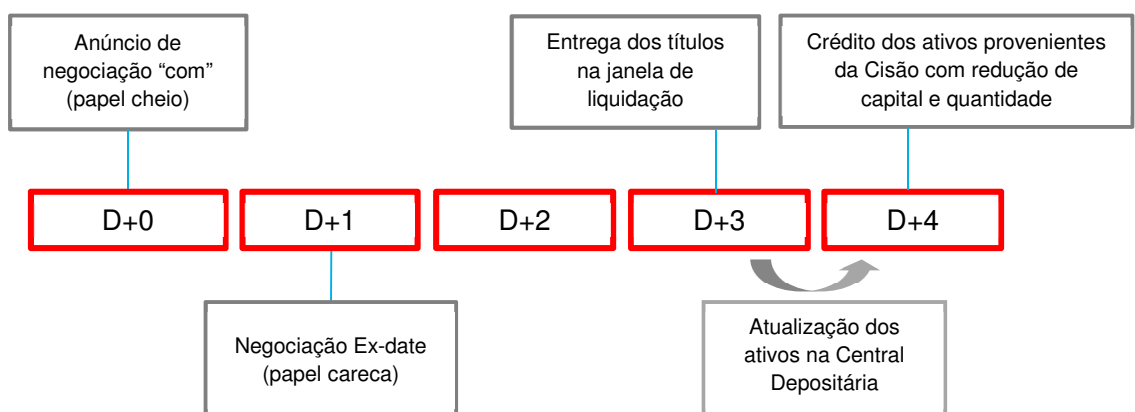 Anúncio de
negociação “com”
(papel cheio)
Entrega dos títulos
na janela de
liquidação
Crédito dos ativos provenientes
da Cisão com redução de
capital e quantidade
D+0
D+1
D+2
D+3
D+4
Negociação Ex-date
(papel careca)
Atualização dos
ativos na Central
Depositária